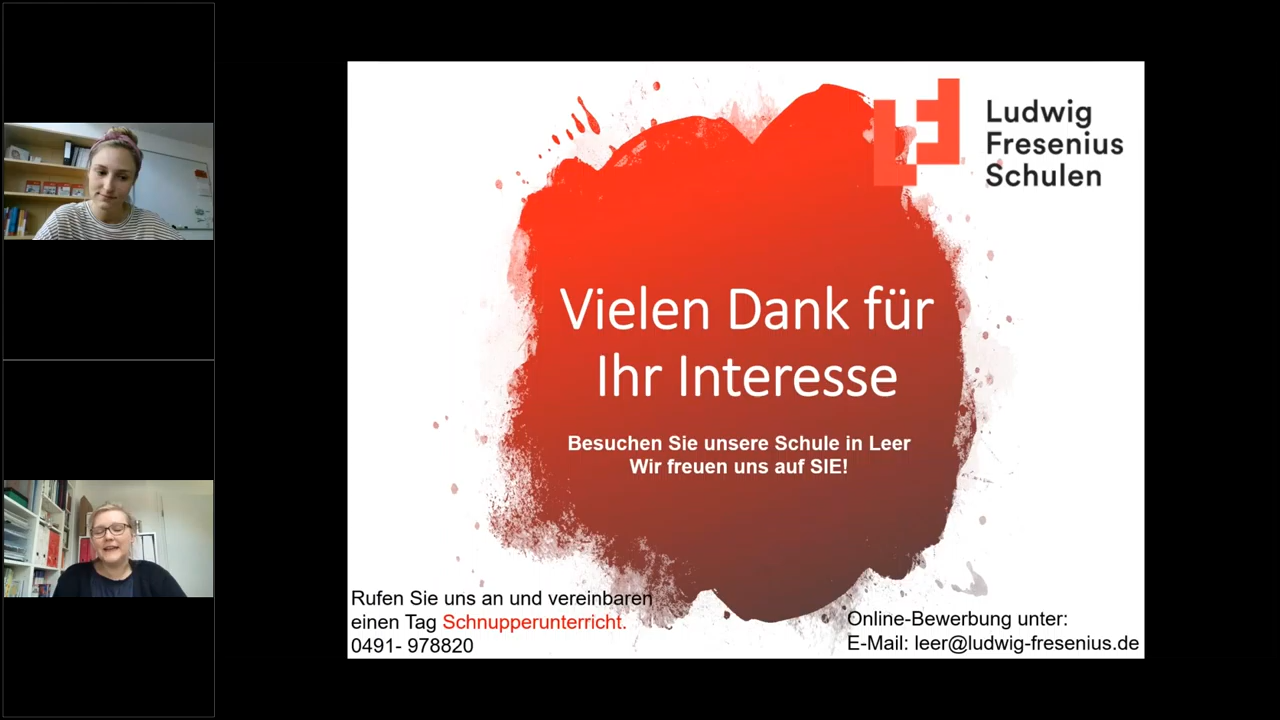 Ludwig
Fresenius
Schulen
Vielen Dank für
Ihr Interesse
Besuchen Sie unsere Schule in Leer
Wir freuen uns auf SIE!
Rufen Sie uns an und vereinbaren
einen Tag Schnupperunterricht.
0491- 978820
Online-Bewerbung unter:
E-Mail: leer@ludwig-fresenius.de